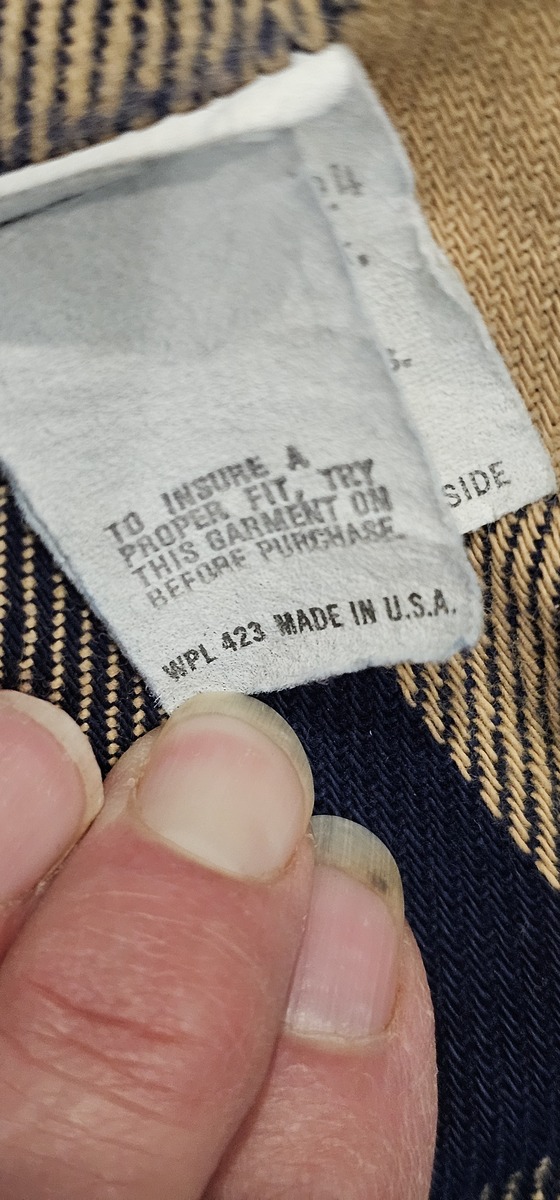 TO INSURE A
PROPER FIT, TRY
THIS GARMENT ON
BEFORE PURCHASE.
WPL 423 MADE IN U.S.A.
SIDE